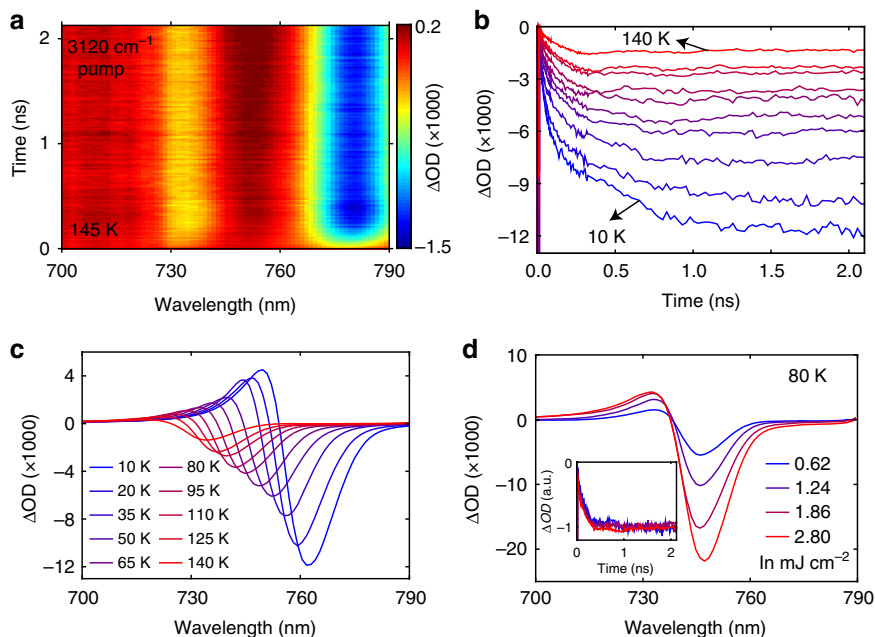 a
3120 cm⁻¹
pump
145 K
Time (ns)
2
1
0
700 730 760 790
Wavelength (nm)
0.2
−1.5
ΔOD (×1000)
b
140 K
10 K
ΔOD (×1000)
0
−3
−6
−9
−12
0.0 0.5 1.0 1.5 2.0
Time (ns)
c
ΔOD (×1000)
4
0
−4
−8
−12
10 K 80 K
20 K 95 K
35 K 110 K
50 K 125 K
65 K 140 K
700 730 760 790
Wavelength (nm)
d
80 K
ΔOD (×1000)
10
0
−10
−20
0
−1
ΔOD (a.u.)
0 1 2
Time (ns)
0.62
1.24
1.86
2.80
In mJ cm⁻²
700 730 760 790
Wavelength (nm)